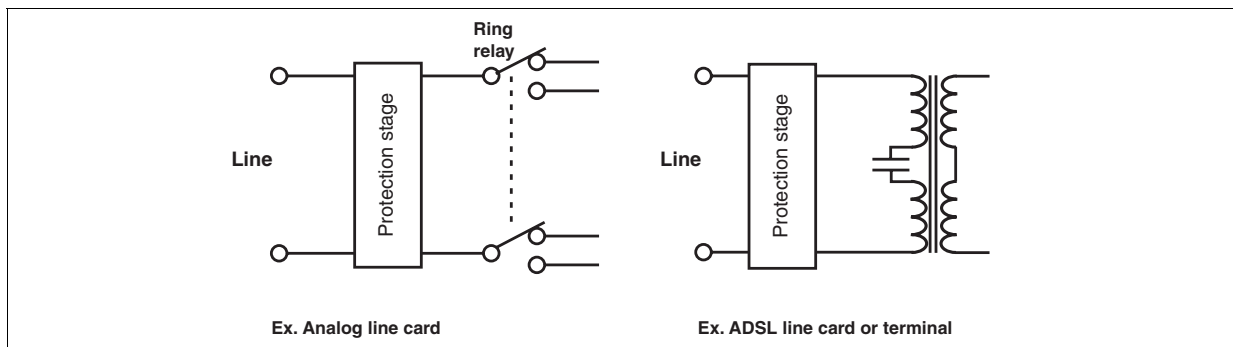 Ring
relay
Line
Protection stage
Ex. Analog line card
Line
Protection stage
Ex. ADSL line card or terminal